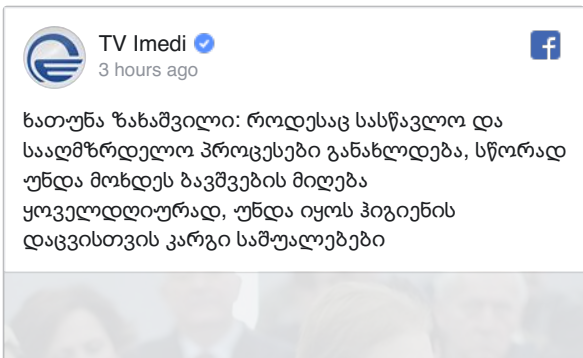 TV Imedi
3 hours ago
ხათუნა ზახაშვილი: როდესაც სასწავლო და
სააღმზრდელო პროცესები განახლდება, სწორად
უნდა მოხდეს ბავშვების მიღება
ყოველდღიურად, უნდა იყოს ჰიგიენის
დაცვისთვის კარგი საშუალებები